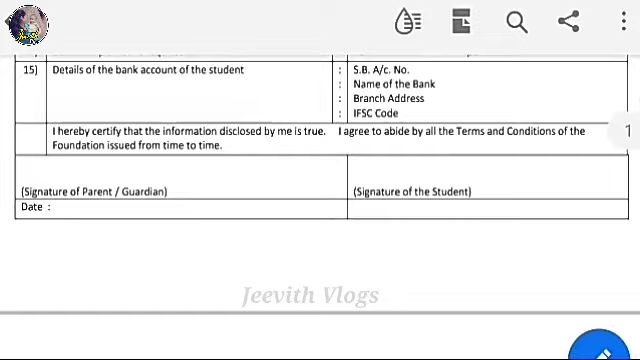 15) Details of the bank account of the student : S.B. A/c. No.
: Name of the Bank
: Branch Address
: IFSC Code
I hereby certify that the information disclosed by me is true. I agree to abide by all the Terms and Conditions of the
Foundation issued from time to time.
1
(Signature of Parent / Guardian) (Signature of the Student)
Date :
Jeevith Vlogs